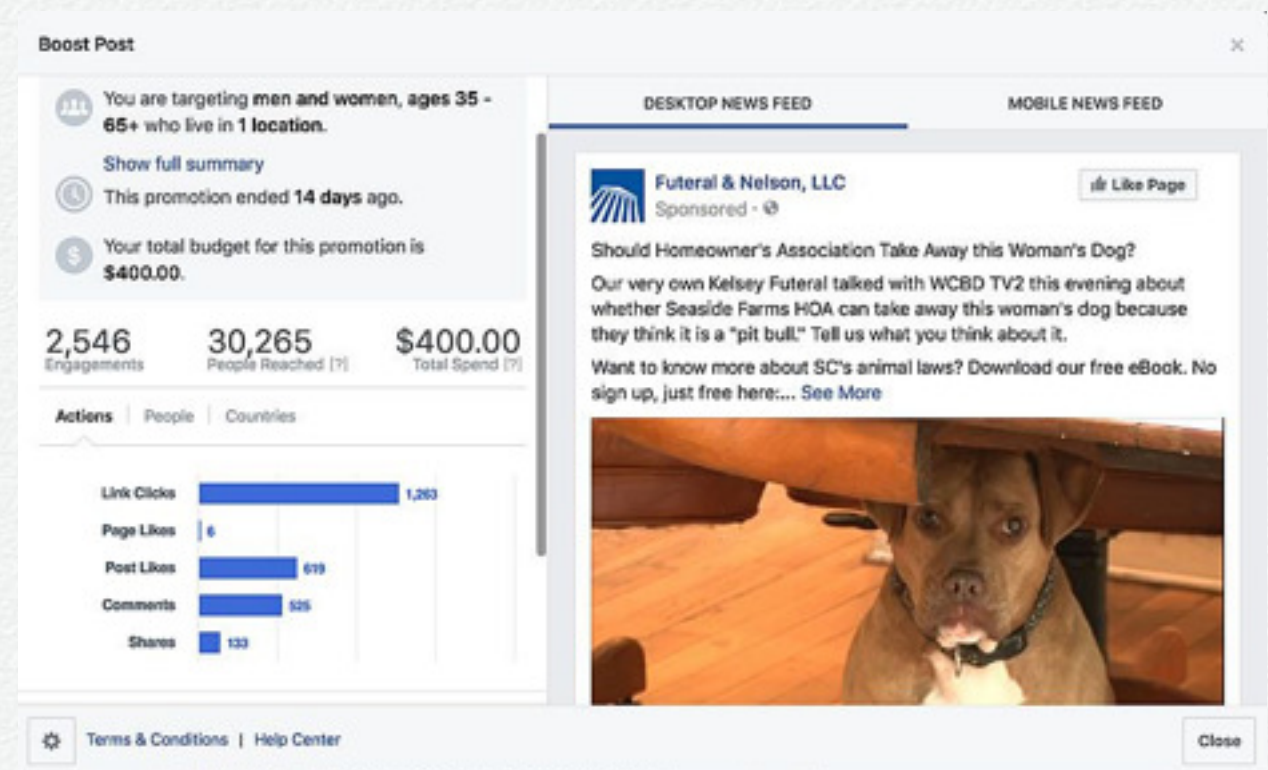 Boost Post
×
You are targeting men and women, ages 35 -
65+ who live in 1 location.
Show full summary
This promotion ended 14 days ago.
$
Your total budget for this promotion is
$400.00.
2,546
Engagements
30,265
People Reached [?]
$400.00
Total Spend [?]
Actions | People | Countries
Link Clicks 1,263
Page Likes 6
Post Likes 619
Comments 525
Shares 133
DESKTOP NEWS FEED
MOBILE NEWS FEED
Futeral & Nelson, LLC
Like Page
Sponsored ·
Should Homeowner's Association Take Away this Woman's Dog?
Our very own Kelsey Futeral talked with WCBD TV2 this evening about
whether Seaside Farms HOA can take away this woman's dog because
they think it is a "pit bull." Tell us what you think about it.
Want to know more about SC's animal laws? Download our free eBook. No
sign up, just free here:... See More
Terms & Conditions | Help Center
Close